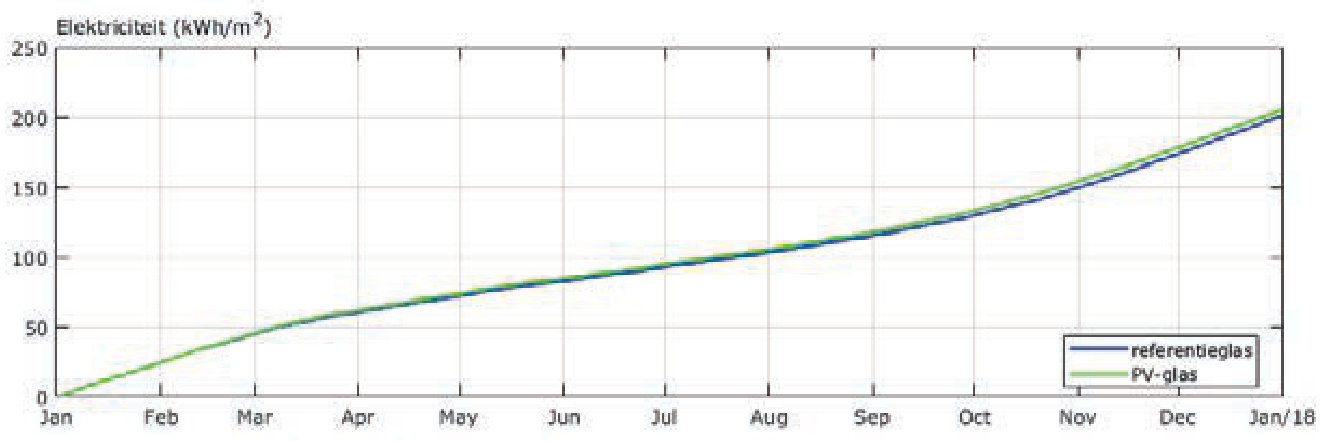 Elektriciteit (kWh/m²)
250
200
150
100
50
0
Jan Feb Mar Apr May Jun Jul Aug Sep Oct Nov Dec Jan/18
referentieglas
PV-glas